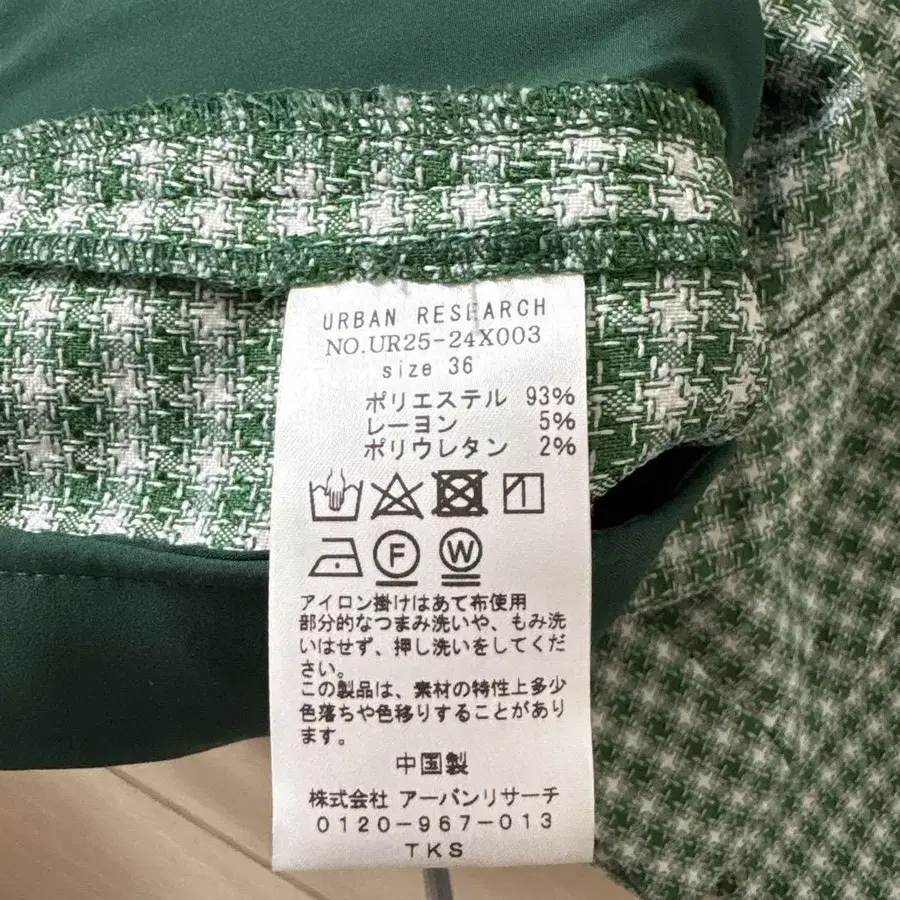 URBAN RESEARCH
NO.UR25-24X003
size 36
ポリエステル 93%
レーヨン 5%
ポリウレタン 2%
F W
アイロン掛けはあて布使用
部分的なつまみ洗いや、もみ洗
いはせず、押し洗いをしてくだ
さい。
この製品は、素材の特性上多少
色落ちや色移りすることがあり
ます。
中国製
株式会社 アーバンリサーチ
0120-967-013
TKS